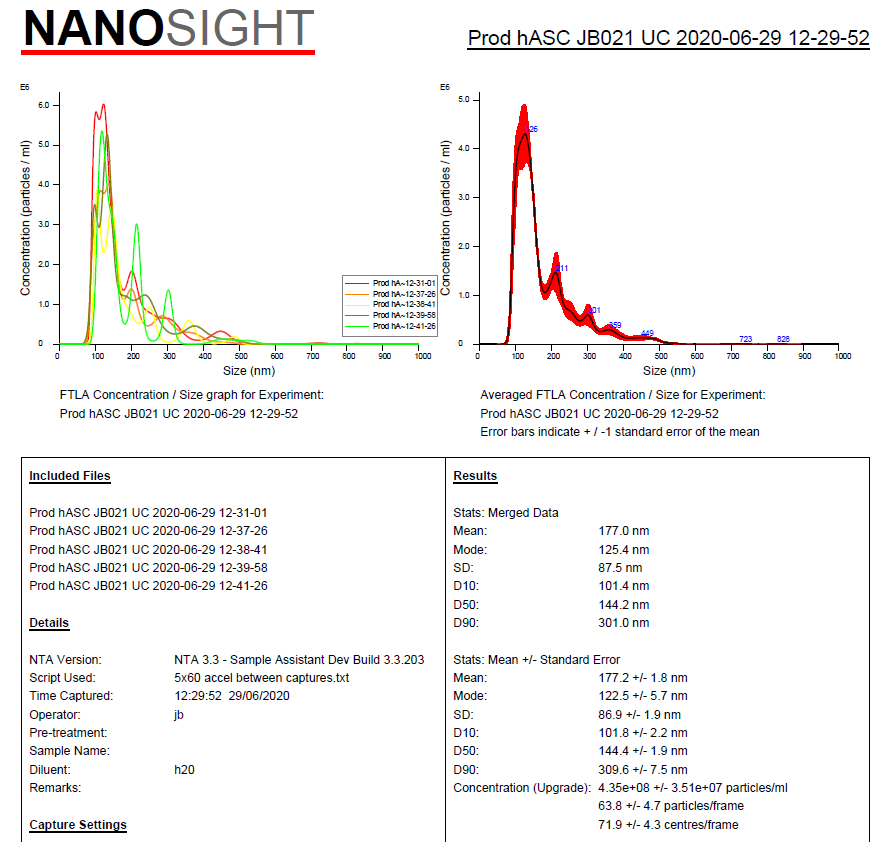 NANOSIGHT
Prod hASC JB021 UC 2020-06-29 12-29-52
E6
6.0
5.0
4.0
3.0
2.0
1.0
0
Concentration (particles / ml)
0 100 200 300 400 500 600 700 800 900 1000
Size (nm)
Prod hA~12-31-01
Prod hA~12-37-26
Prod hA~12-38-41
Prod hA~12-39-58
Prod hA~12-41-26
FTLA Concentration / Size graph for Experiment:
Prod hASC JB021 UC 2020-06-29 12-29-52
E6
5.0
4.0
3.0
2.0
1.0
0
Concentration (particles / ml)
26
211
301
359
449
723
828
0 100 200 300 400 500 600 700 800 900 1000
Size (nm)
Averaged FTLA Concentration / Size for Experiment:
Prod hASC JB021 UC 2020-06-29 12-29-52
Error bars indicate + / -1 standard error of the mean
Included Files
Prod hASC JB021 UC 2020-06-29 12-31-01
Prod hASC JB021 UC 2020-06-29 12-37-26
Prod hASC JB021 UC 2020-06-29 12-38-41
Prod hASC JB021 UC 2020-06-29 12-39-58
Prod hASC JB021 UC 2020-06-29 12-41-26
Details
NTA Version: NTA 3.3 - Sample Assistant Dev Build 3.3.203
Script Used: 5x60 accel between captures.txt
Time Captured: 12:29:52 29/06/2020
Operator: jb
Pre-treatment:
Sample Name:
Diluent: h20
Remarks:
Capture Settings
Results
Stats: Merged Data
Mean: 177.0 nm
Mode: 125.4 nm
SD: 87.5 nm
D10: 101.4 nm
D50: 144.2 nm
D90: 301.0 nm
Stats: Mean +/- Standard Error
Mean: 177.2 +/- 1.8 nm
Mode: 122.5 +/- 5.7 nm
SD: 86.9 +/- 1.9 nm
D10: 101.8 +/- 2.2 nm
D50: 144.4 +/- 1.9 nm
D90: 309.6 +/- 7.5 nm
Concentration (Upgrade): 4.35e+08 +/- 3.51e+07 particles/ml
63.8 +/- 4.7 particles/frame
71.9 +/- 4.3 centres/frame